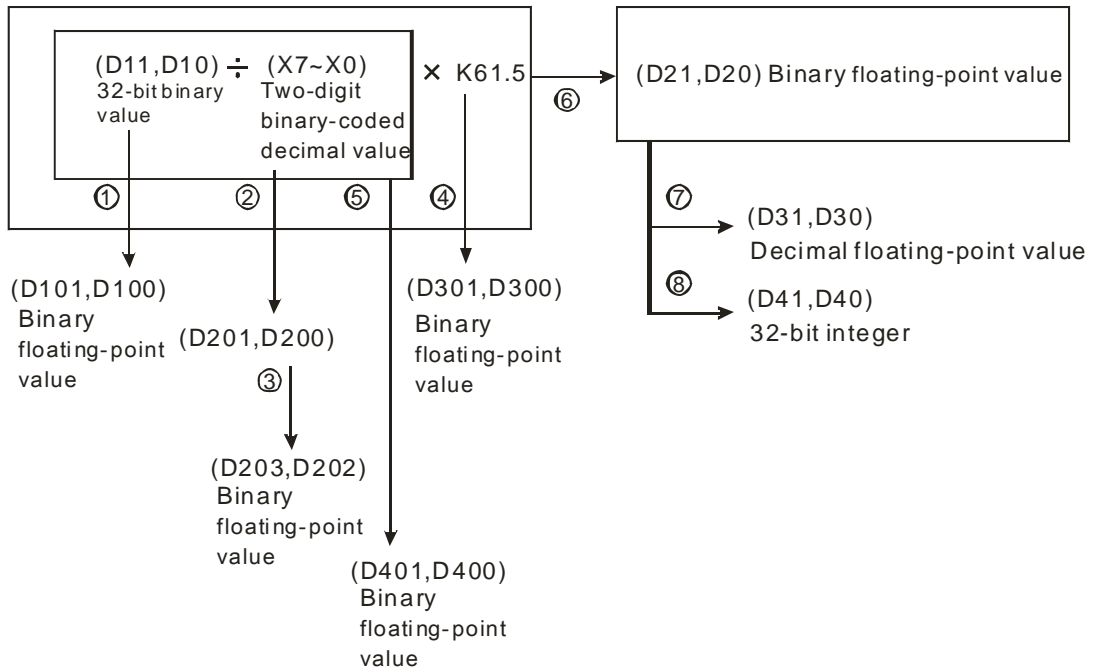 (D11,D10) ÷ (X7~X0) × K61.5
32-bit binary
value
Two-digit
binary-coded
decimal value
⑥
(D21,D20) Binary floating-point value
①
②
⑤
④
⑦
(D31,D30)
Decimal floating-point value
⑧
(D41,D40)
32-bit integer
(D101,D100)
Binary
floating-point
value
(D201,D200)
③
(D203,D202)
Binary
floating-point
value
(D301,D300)
Binary
floating-point
value
(D401,D400)
Binary
floating-point
value